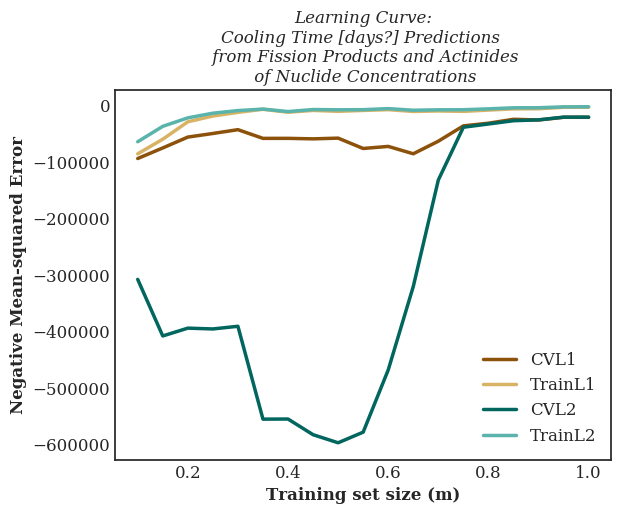 Learning Curve:
Cooling Time [days?] Predictions
from Fission Products and Actinides
of Nuclide Concentrations
Negative Mean-squared Error
0
−100000
−200000
−300000
−400000
−500000
−600000
CVL1
TrainL1
CVL2
TrainL2
0.2 0.4 0.6 0.8 1.0
Training set size (m)